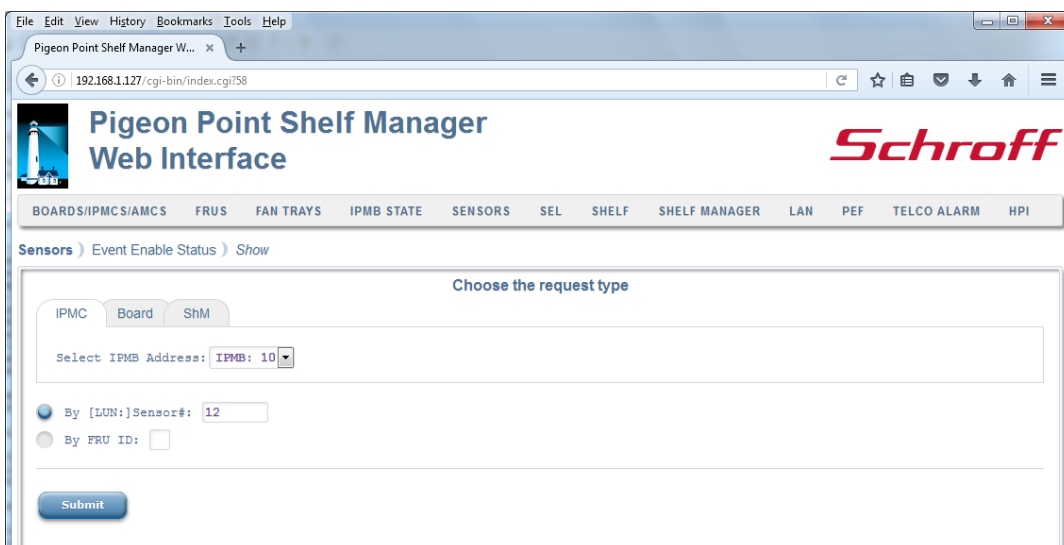 File Edit View History Bookmarks Tools Help
Pigeon Point Shelf Manager W... × +
192.168.1.127/cgi-bin/index.cgi?58
Pigeon Point Shelf Manager
Web Interface
Schroff
BOARDS/IPMCS/AMCS FRUS FAN TRAYS IPMB STATE SENSORS SEL SHELF SHELF MANAGER LAN PEF TELCO ALARM HPI
Sensors ) Event Enable Status ) Show
Choose the request type
IPMC Board ShM
Select IPMB Address: IPMB: 10
By [LUN:]Sensor#: 12
By FRU ID:
Submit